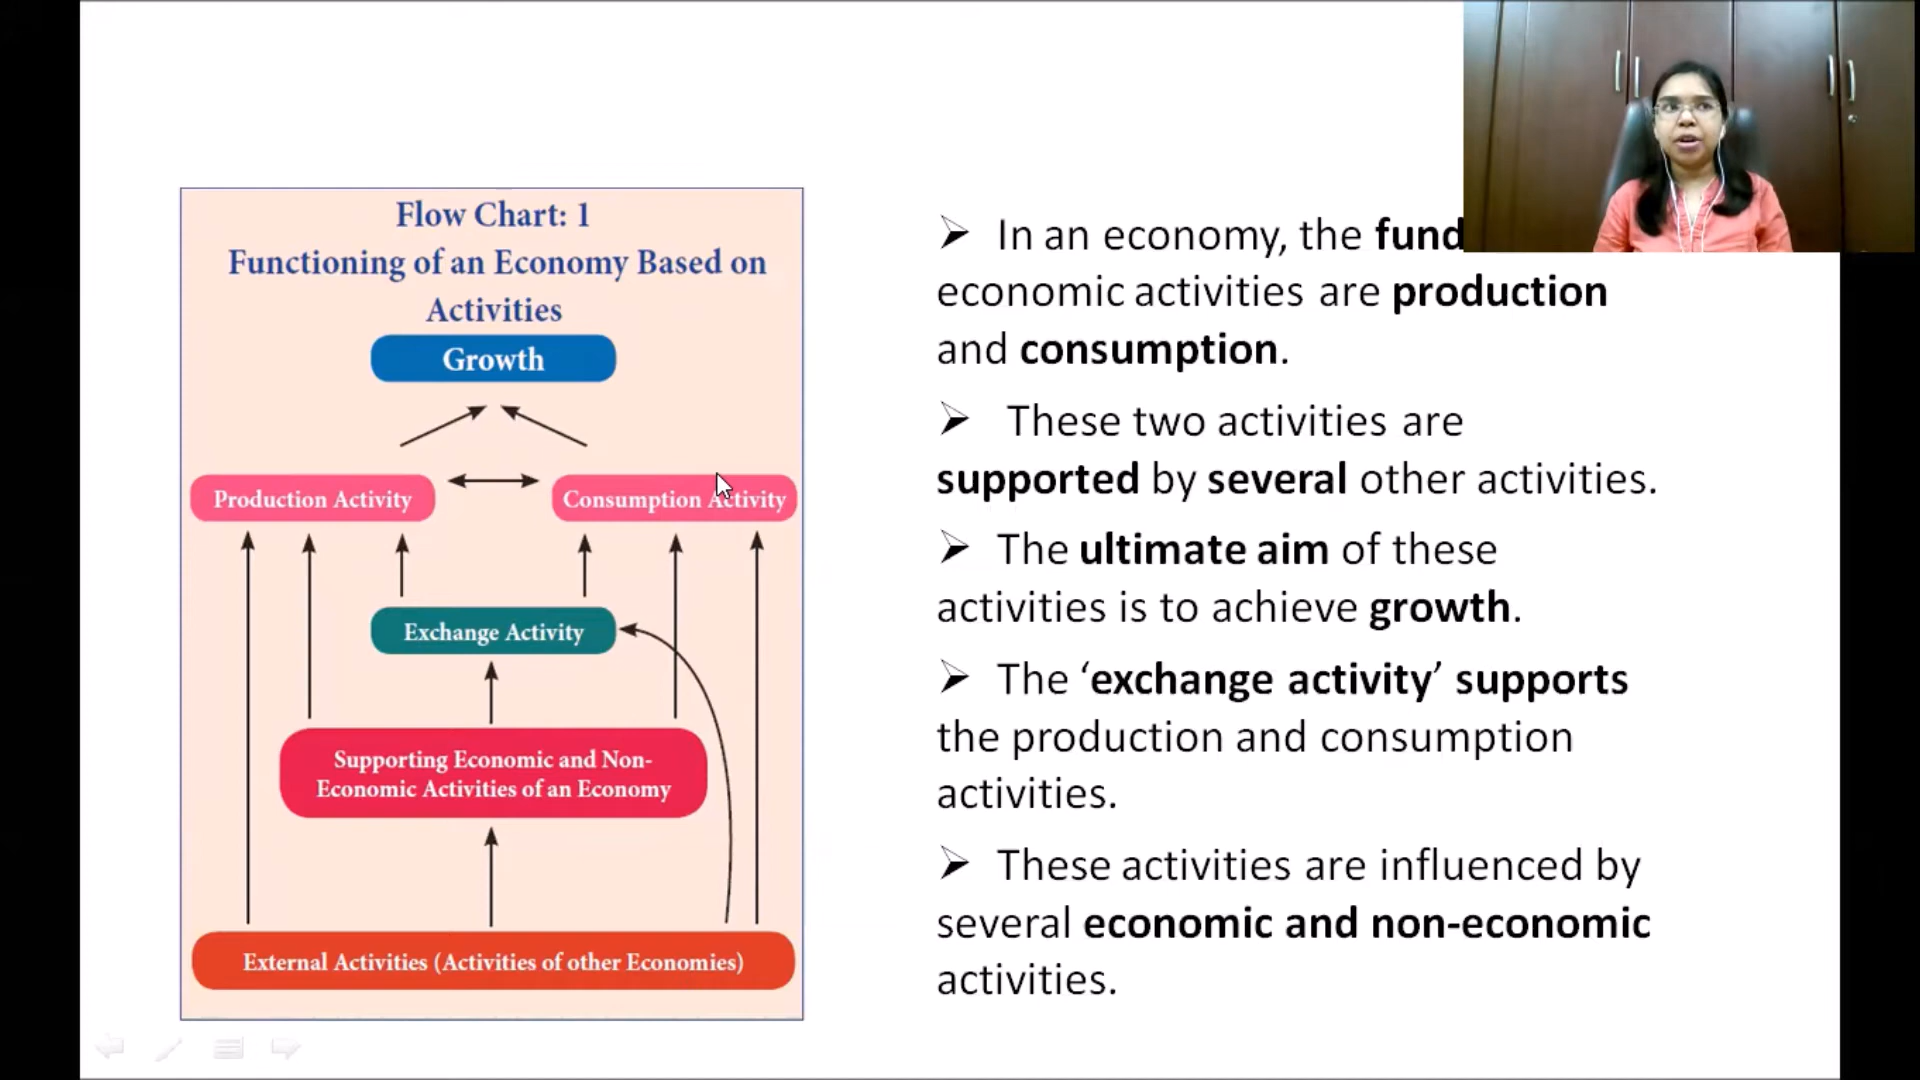 Flow Chart: 1
Functioning of an Economy Based on
Activities
Growth
Production Activity
Consumption Activity
Exchange Activity
Supporting Economic and Non-
Economic Activities of an Economy
External Activities (Activities of other Economies)
➢ In an economy, the
economic activities are production
and consumption.
➢ These two activities are
supported by several other activities.
➢ The ultimate aim of these
activities is to achieve growth.
➢ The ‘exchange activity’ supports
the production and consumption
activities.
➢ These activities are influenced by
several economic and non-economic
activities.